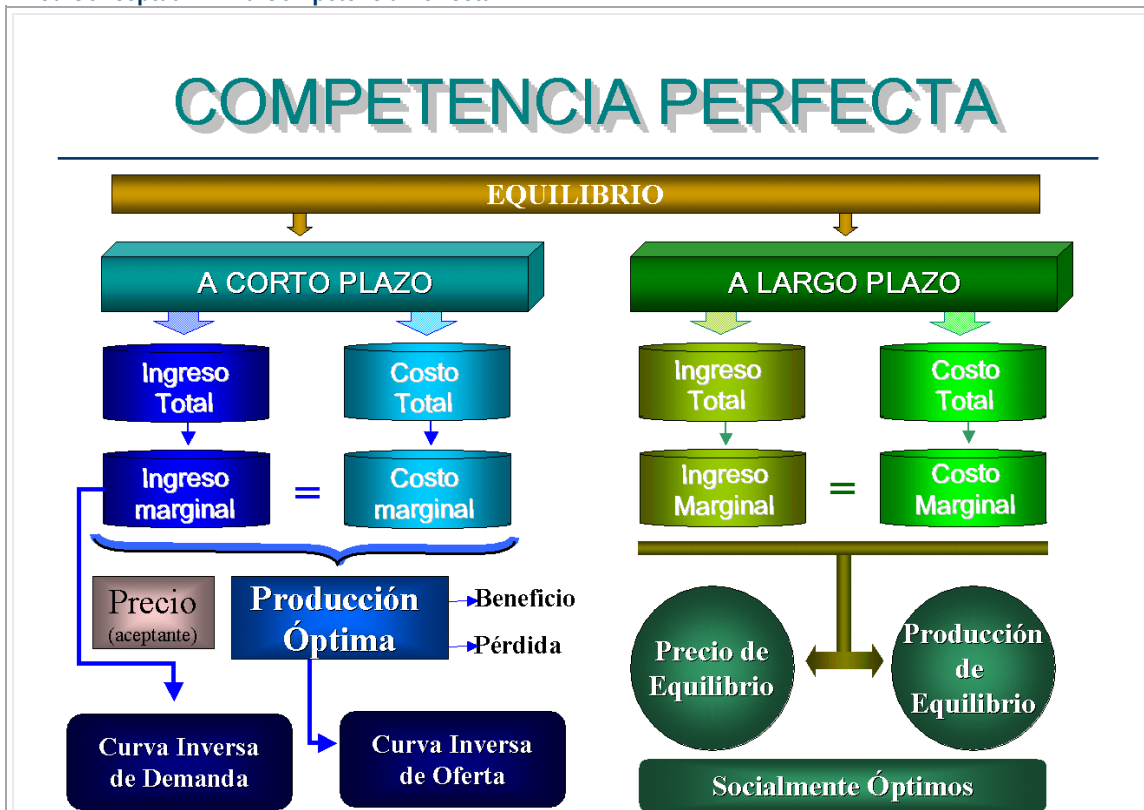 COMPETENCIA PERFECTA
EQUILIBRIO
A CORTO PLAZO
A LARGO PLAZO
Ingreso
Total
Costo
Total
Ingreso
Total
Costo
Total
Ingreso
marginal
=
Costo
marginal
Ingreso
Marginal
=
Costo
Marginal
Precio
(aceptante)
Producción
Óptima
Beneficio
Pérdida
Precio de
Equilibrio
Producción
de
Equilibrio
Curva Inversa
de Demanda
Curva Inversa
de Oferta
Socialmente Óptimos